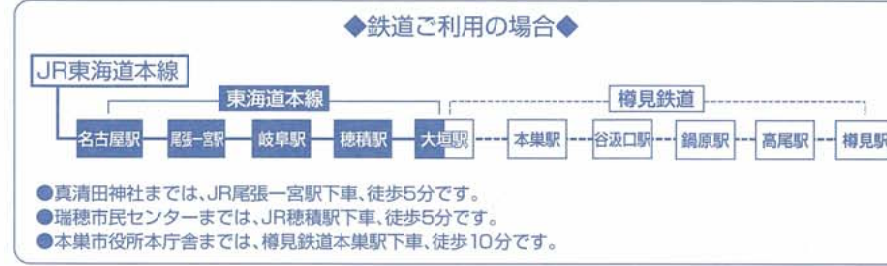 ◆鉄道ご利用の場合◆
JR東海道本線
東海道本線 樽見鉄道
名古屋駅 尾張一宮駅 岐阜駅 穂積駅 大垣駅 本巣駅 谷汲口駅 鍋原駅 高尾駅 樽見駅
●真清田神社までは、JR尾張一宮駅下車、徒歩5分です。
●瑞穂市民センターまでは、JR穂積駅下車、徒歩5分です。
●本巣市役所本庁舎までは、樽見鉄道本巣駅下車、徒歩10分です。